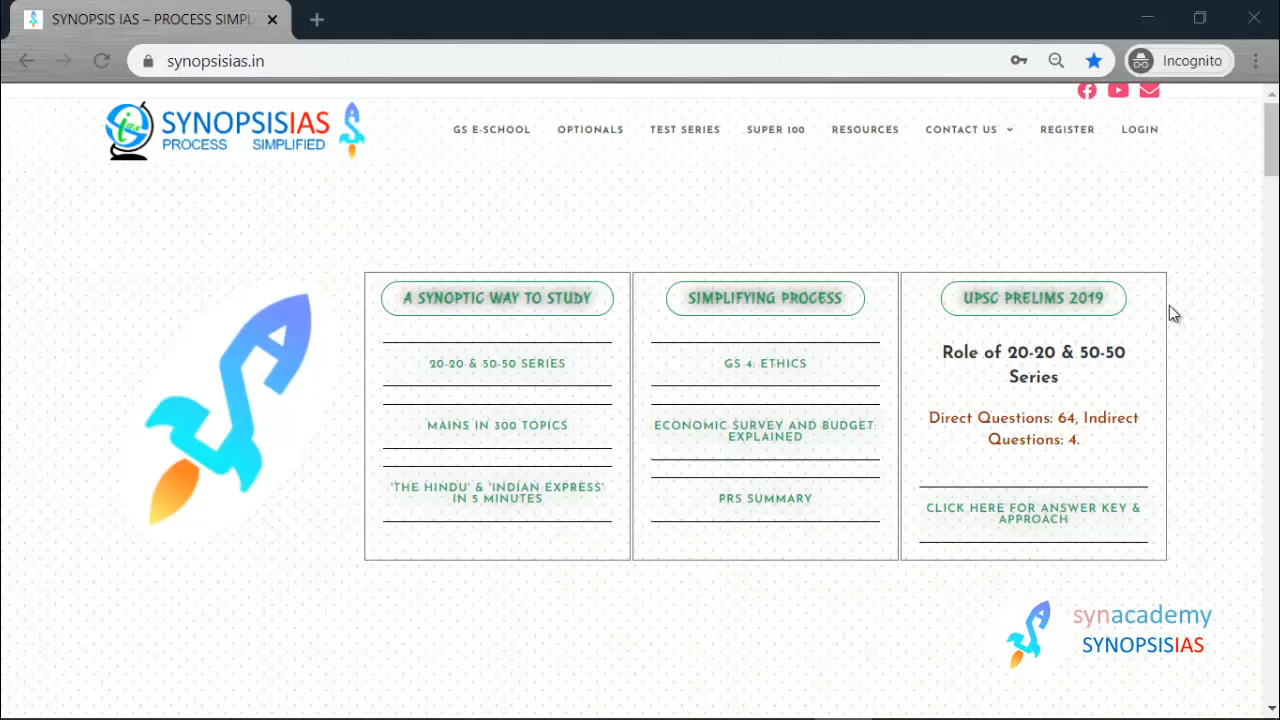 SYNOPSIS IAS – PROCESS SIMPL
synopsisias.in
Incognito
SYNOPSISIAS
PROCESS SIMPLIFIED
GS E-SCHOOL OPTIONALS TEST SERIES SUPER 100 RESOURCES CONTACT US REGISTER LOGIN
A SYNOPTIC WAY TO STUDY
20-20 & 50-50 SERIES
MAINS IN 300 TOPICS
'THE HINDU' & 'INDIAN EXPRESS'
IN 5 MINUTES
SIMPLIFYING PROCESS
GS 4: ETHICS
ECONOMIC SURVEY AND BUDGET:
EXPLAINED
PRS SUMMARY
UPSC PRELIMS 2019
Role of 20-20 & 50-50
Series
Direct Questions: 64, Indirect
Questions: 4.
CLICK HERE FOR ANSWER KEY &
APPROACH
synacademy
SYNOPSISIAS